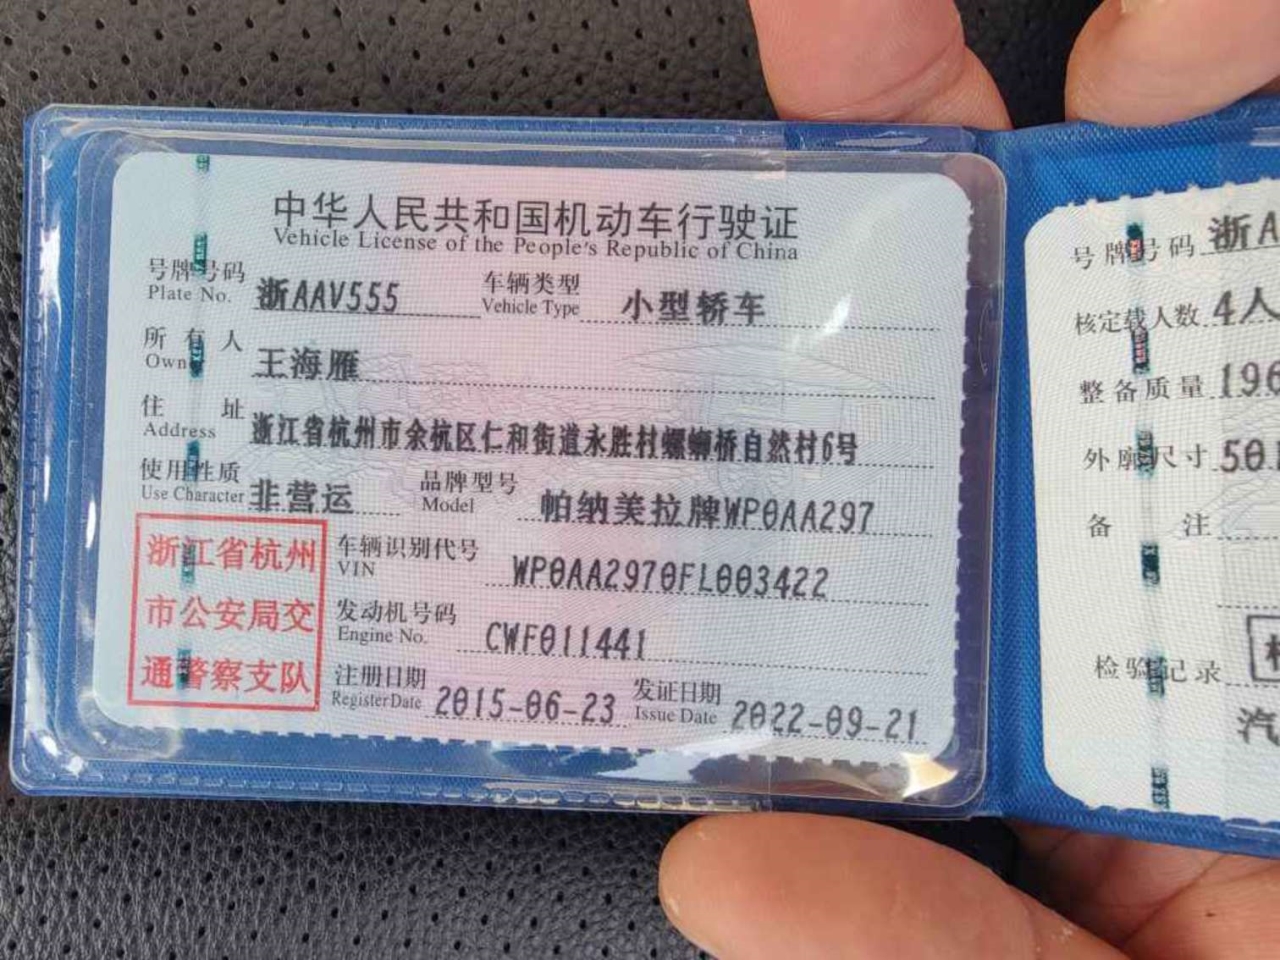 中华人民共和国机动车行驶证
Vehicle License of the People's Republic of China
号牌号码 浙AAV555 车辆类型 小型轿车
Plate No. Vehicle Type
所有人 王海雁
Own
住址 浙江省杭州市余杭区仁和街道永胜村螺蛳桥自然村6号
Address
使用性质 非营运 品牌型号 帕纳美拉牌WP0AA297
Use Character Model
浙江省杭州
市公安局交
通警察支队
车辆识别代号 WP0AA2970FL003422
VIN
发动机号码 CWF011441
Engine No.
注册日期 2015-06-23 发证日期 2022-09-21
Register Date Issue Date
号牌号码 浙A
核定载人数 4人
整备质量 196
外廓尺寸 501
备注
检验记录
汽